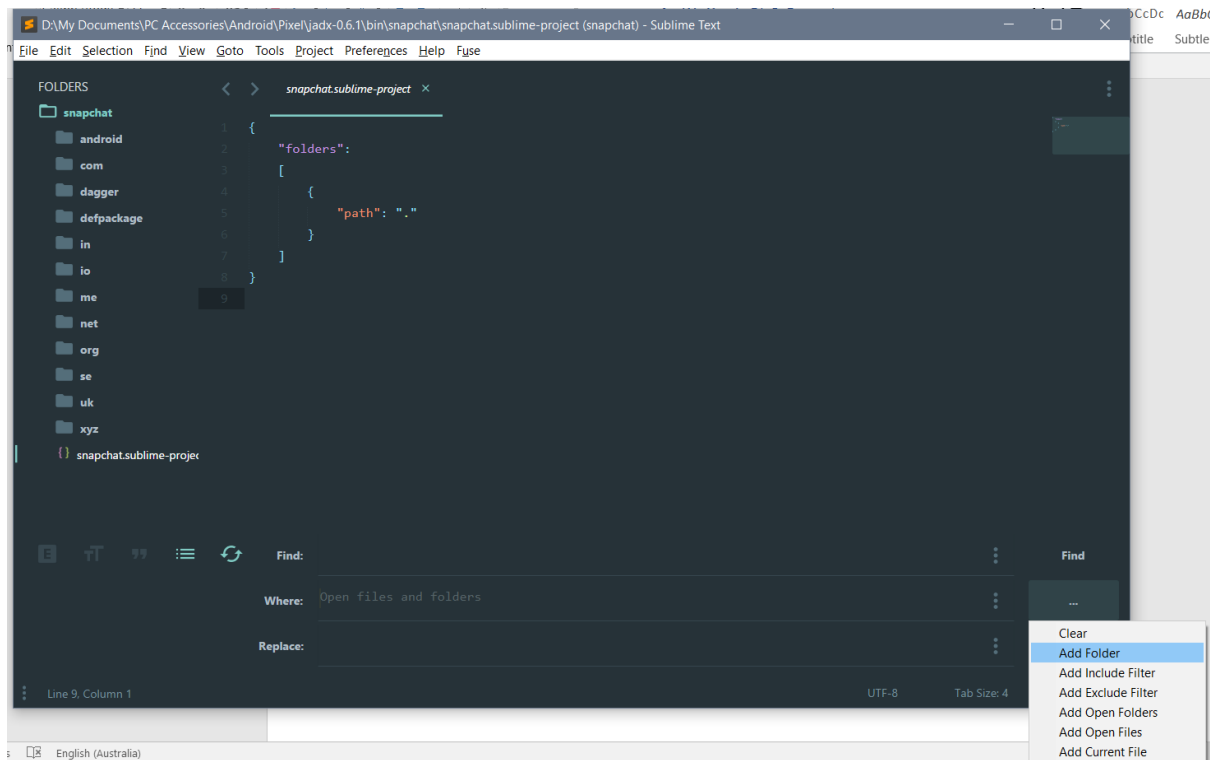 D:\My Documents\PC Accessories\Android\Pixel\jadx-0.6.1\bin\snapchat\snapchat.sublime-project (snapchat) - Sublime Text
File Edit Selection Find View Goto Tools Project Preferences Help Fuse
FOLDERS
snapchat
android
com
dagger
defpackage
in
io
me
net
org
se
uk
xyz
{} snapchat.sublime-projec
snapchat.sublime-project ×
1 {
2 "folders":
3 [
4 {
5 "path": "."
6 }
7 ]
8 }
9
Find:
Find
Where: Open files and folders
...
Replace:
Line 9, Column 1 UTF-8 Tab Size: 4
Clear
Add Folder
Add Include Filter
Add Exclude Filter
Add Open Folders
Add Open Files
Add Current File
English (Australia)
CcDc AaBb
title Subtle